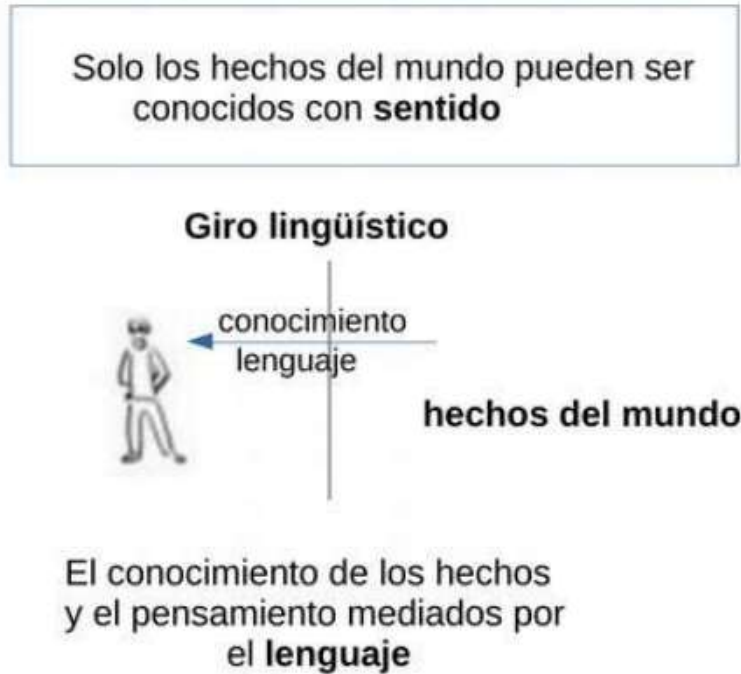 Solo los hechos del mundo pueden ser
conocidos con sentido
Giro lingüístico
conocimiento
lenguaje
hechos del mundo
El conocimiento de los hechos
y el pensamiento mediados por
el lenguaje